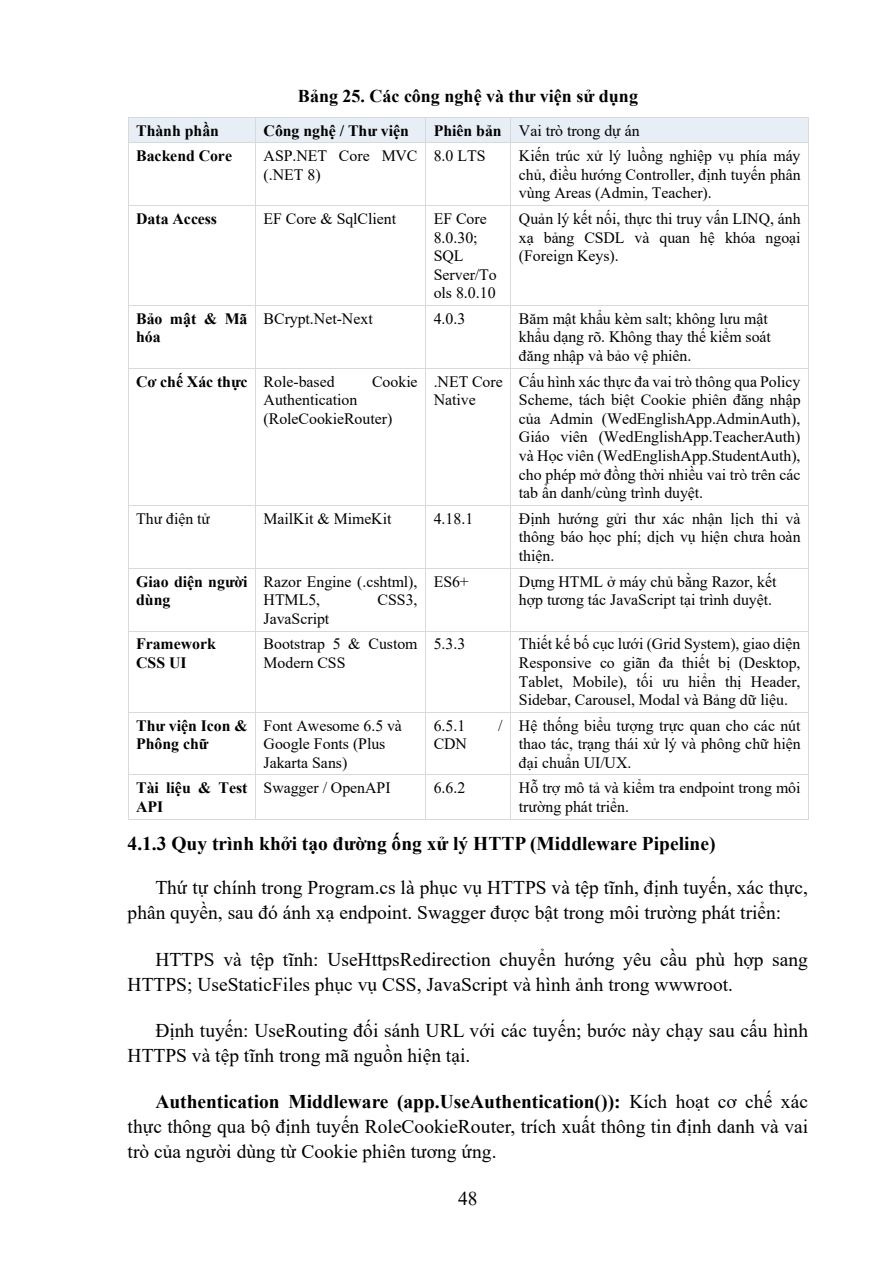 Bảng 25. Các công nghệ và thư viện sử dụng
Thành phần Công nghệ / Thư viện Phiên bản Vai trò trong dự án
Backend Core
ASP.NET Core MVC
(.NET 8)
8.0 LTS
Kiến trúc xử lý luồng nghiệp vụ phía máy
chủ, điều hướng Controller, định tuyến phân
vùng Areas (Admin, Teacher).
Data Access
EF Core & SqlClient
EF Core
8.0.30;
SQL
Server/To
ols 8.0.10
Quản lý kết nối, thực thi truy vấn LINQ, ánh
xạ bảng CSDL và quan hệ khóa ngoại
(Foreign Keys).
Bảo mật & Mã
hóa
BCrypt.Net-Next
4.0.3
Băm mật khẩu kèm salt; không lưu mật
khẩu dạng rõ. Không thay thế kiểm soát
đăng nhập và bảo vệ phiên.
Cơ chế Xác thực
Role-based Cookie
Authentication
(RoleCookieRouter)
.NET Core
Native
Cấu hình xác thực đa vai trò thông qua Policy
Scheme, tách biệt Cookie phiên đăng nhập
của Admin (WedEnglishApp.AdminAuth),
Giáo viên (WedEnglishApp.TeacherAuth)
và Học viên (WedEnglishApp.StudentAuth),
cho phép mở đồng thời nhiều vai trò trên các
tab ẩn danh/cùng trình duyệt.
Thư điện tử
MailKit & MimeKit
4.18.1
Định hướng gửi thư xác nhận lịch thi và
thông báo học phí; dịch vụ hiện chưa hoàn
thiện.
Giao diện người
dùng
Razor Engine (.cshtml),
HTML5, CSS3,
JavaScript
ES6+
Dựng HTML ở máy chủ bằng Razor, kết
hợp tương tác JavaScript tại trình duyệt.
Framework
CSS UI
Bootstrap 5 & Custom
Modern CSS
5.3.3
Thiết kế bố cục lưới (Grid System), giao diện
Responsive co giãn đa thiết bị (Desktop,
Tablet, Mobile), tối ưu hiển thị Header,
Sidebar, Carousel, Modal và Bảng dữ liệu.
Thư viện Icon &
Phông chữ
Font Awesome 6.5 và
Google Fonts (Plus
Jakarta Sans)
6.5.1 /
CDN
Hệ thống biểu tượng trực quan cho các nút
thao tác, trạng thái xử lý và phông chữ hiện
đại chuẩn UI/UX.
Tài liệu & Test
API
Swagger / OpenAPI
6.6.2
Hỗ trợ mô tả và kiểm tra endpoint trong môi
trường phát triển.
4.1.3 Quy trình khởi tạo đường ống xử lý HTTP (Middleware Pipeline)
Thứ tự chính trong Program.cs là phục vụ HTTPS và tệp tĩnh, định tuyến, xác thực,
phân quyền, sau đó ánh xạ endpoint. Swagger được bật trong môi trường phát triển:
HTTPS và tệp tĩnh: UseHttpsRedirection chuyển hướng yêu cầu phù hợp sang
HTTPS; UseStaticFiles phục vụ CSS, JavaScript và hình ảnh trong wwwroot.
Định tuyến: UseRouting đối sánh URL với các tuyến; bước này chạy sau cấu hình
HTTPS và tệp tĩnh trong mã nguồn hiện tại.
Authentication Middleware (app.UseAuthentication()): Kích hoạt cơ chế xác
thực thông qua bộ định tuyến RoleCookieRouter, trích xuất thông tin định danh và vai
trò của người dùng từ Cookie phiên tương ứng.
48